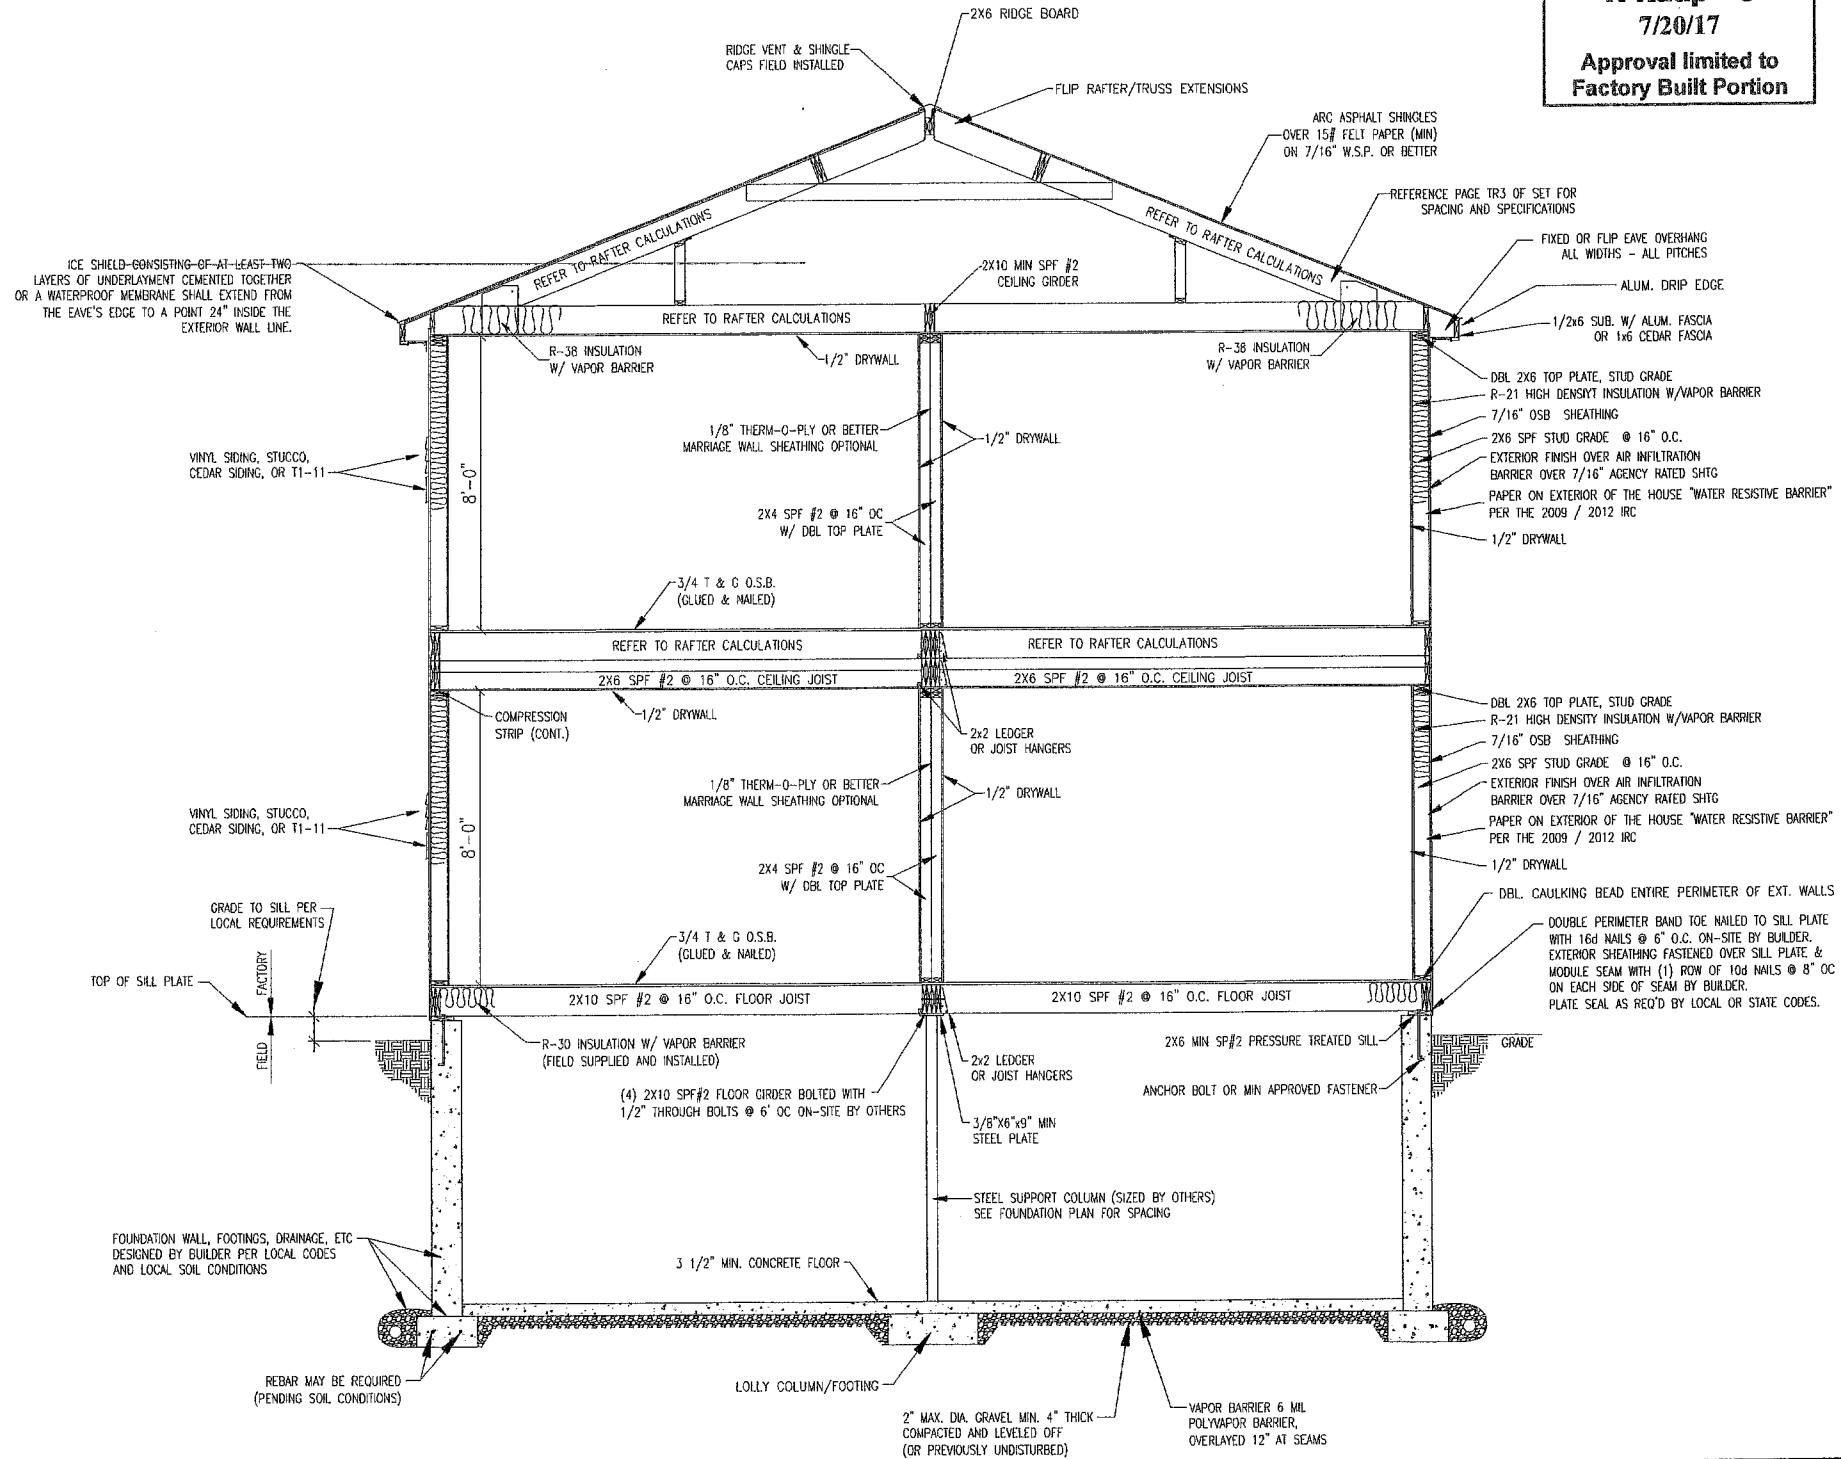 7/20/17
Approval limited to
Factory Built Portion
2X6 RIDGE BOARD
RIDGE VENT & SHINGLE
CAPS FIELD INSTALLED
FLIP RAFTER/TRUSS EXTENSIONS
ARC ASPHALT SHINGLES
OVER 15# FELT PAPER (MIN)
ON 7/16" W.S.P. OR BETTER
REFERENCE PAGE TR3 OF SET FOR
SPACING AND SPECIFICATIONS
REFER TO RAFTER CALCULATIONS
REFER TO RAFTER CALCULATIONS
FIXED OR FLIP EAVE OVERHANG
ALL WIDTHS - ALL PITCHES
ICE SHIELD CONSISTING OF AT LEAST TWO
LAYERS OF UNDERLAYMENT CEMENTED TOGETHER
OR A WATERPROOF MEMBRANE SHALL EXTEND FROM
THE EAVE'S EDGE TO A POINT 24" INSIDE THE
EXTERIOR WALL LINE.
2X10 MIN SPF #2
CEILING GIRDER
ALUM. DRIP EDGE
REFER TO RAFTER CALCULATIONS
1/2x6 SUB. W/ ALUM. FASCIA
OR 1x6 CEDAR FASCIA
R-38 INSULATION
W/ VAPOR BARRIER
1/2" DRYWALL
R-38 INSULATION
W/ VAPOR BARRIER
DBL 2X6 TOP PLATE, STUD GRADE
R-21 HIGH DENSIYT INSULATION W/VAPOR BARRIER
7/16" OSB SHEATHING
2X6 SPF STUD GRADE @ 16" O.C.
EXTERIOR FINISH OVER AIR INFILTRATION
BARRIER OVER 7/16" AGENCY RATED SHTG
PAPER ON EXTERIOR OF THE HOUSE "WATER RESISTIVE BARRIER"
PER THE 2009 / 2012 IRC
1/2" DRYWALL
1/8" THERM-O-PLY OR BETTER
MARRIAGE WALL SHEATHING OPTIONAL
1/2" DRYWALL
VINYL SIDING, STUCCO,
CEDAR SIDING, OR T1-11
8'-0"
2X4 SPF #2 @ 16" OC
W/ DBL TOP PLATE
3/4 T & G O.S.B.
(GLUED & NAILED)
REFER TO RAFTER CALCULATIONS
REFER TO RAFTER CALCULATIONS
2X6 SPF #2 @ 16" O.C. CEILING JOIST
2X6 SPF #2 @ 16" O.C. CEILING JOIST
COMPRESSION
STRIP (CONT.)
1/2" DRYWALL
2x2 LEDGER
OR JOIST HANGERS
DBL 2X6 TOP PLATE, STUD GRADE
R-21 HIGH DENSITY INSULATION W/VAPOR BARRIER
7/16" OSB SHEATHING
2X6 SPF STUD GRADE @ 16" O.C.
EXTERIOR FINISH OVER AIR INFILTRATION
BARRIER OVER 7/16" AGENCY RATED SHTG
PAPER ON EXTERIOR OF THE HOUSE "WATER RESISTIVE BARRIER"
PER THE 2009 / 2012 IRC
1/2" DRYWALL
1/8" THERM-O-PLY OR BETTER
MARRIAGE WALL SHEATHING OPTIONAL
1/2" DRYWALL
VINYL SIDING, STUCCO,
CEDAR SIDING, OR T1-11
8'-0"
2X4 SPF #2 @ 16" OC
W/ DBL TOP PLATE
DBL. CAULKING BEAD ENTIRE PERIMETER OF EXT. WALLS
GRADE TO SILL PER
LOCAL REQUIREMENTS
DOUBLE PERIMETER BAND TOE NAILED TO SILL PLATE
WITH 16d NAILS @ 6" O.C. ON-SITE BY BUILDER.
EXTERIOR SHEATHING FASTENED OVER SILL PLATE &
MODULE SEAM WITH (1) ROW OF 10d NAILS @ 8" OC
ON EACH SIDE OF SEAM BY BUILDER.
PLATE SEAL AS REQ'D BY LOCAL OR STATE CODES.
3/4 T & G O.S.B.
(GLUED & NAILED)
TOP OF SILL PLATE
FACTORY
FIELD
2X10 SPF #2 @ 16" O.C. FLOOR JOIST
2X10 SPF #2 @ 16" O.C. FLOOR JOIST
R-30 INSULATION W/ VAPOR BARRIER
(FIELD SUPPLIED AND INSTALLED)
2X6 MIN SP#2 PRESSURE TREATED SILL
GRADE
2x2 LEDGER
OR JOIST HANGERS
ANCHOR BOLT OR MIN APPROVED FASTENER
(4) 2X10 SPF#2 FLOOR GIRDER BOLTED WITH
1/2" THROUGH BOLTS @ 6' OC ON-SITE BY OTHERS
3/8"X6"x9" MIN
STEEL PLATE
STEEL SUPPORT COLUMN (SIZED BY OTHERS)
SEE FOUNDATION PLAN FOR SPACING
FOUNDATION WALL, FOOTINGS, DRAINAGE, ETC
DESIGNED BY BUILDER PER LOCAL CODES
AND LOCAL SOIL CONDITIONS
3 1/2" MIN. CONCRETE FLOOR
REBAR MAY BE REQUIRED
(PENDING SOIL CONDITIONS)
LOLLY COLUMN/FOOTING
2" MAX. DIA. GRAVEL MIN. 4" THICK
COMPACTED AND LEVELED OFF
(OR PREVIOUSLY UNDISTURBED)
VAPOR BARRIER 6 MIL
POLYVAPOR BARRIER,
OVERLAYED 12" AT SEAMS